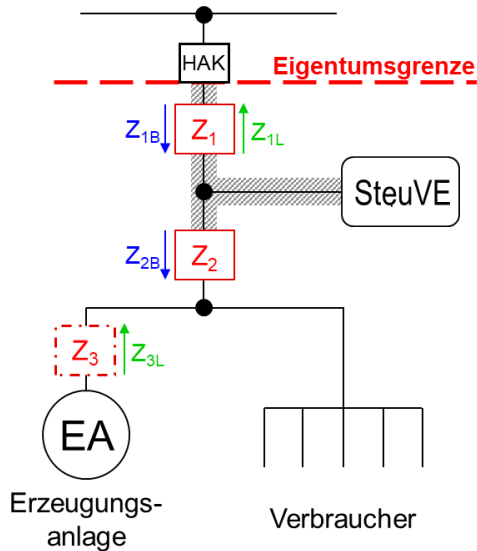 HAK
Eigentumsgrenze
Z1B
Z1
Z1L
SteuVE
Z2B
Z2
Z3
Z3L
EA
Erzeugungs-
anlage
Verbraucher